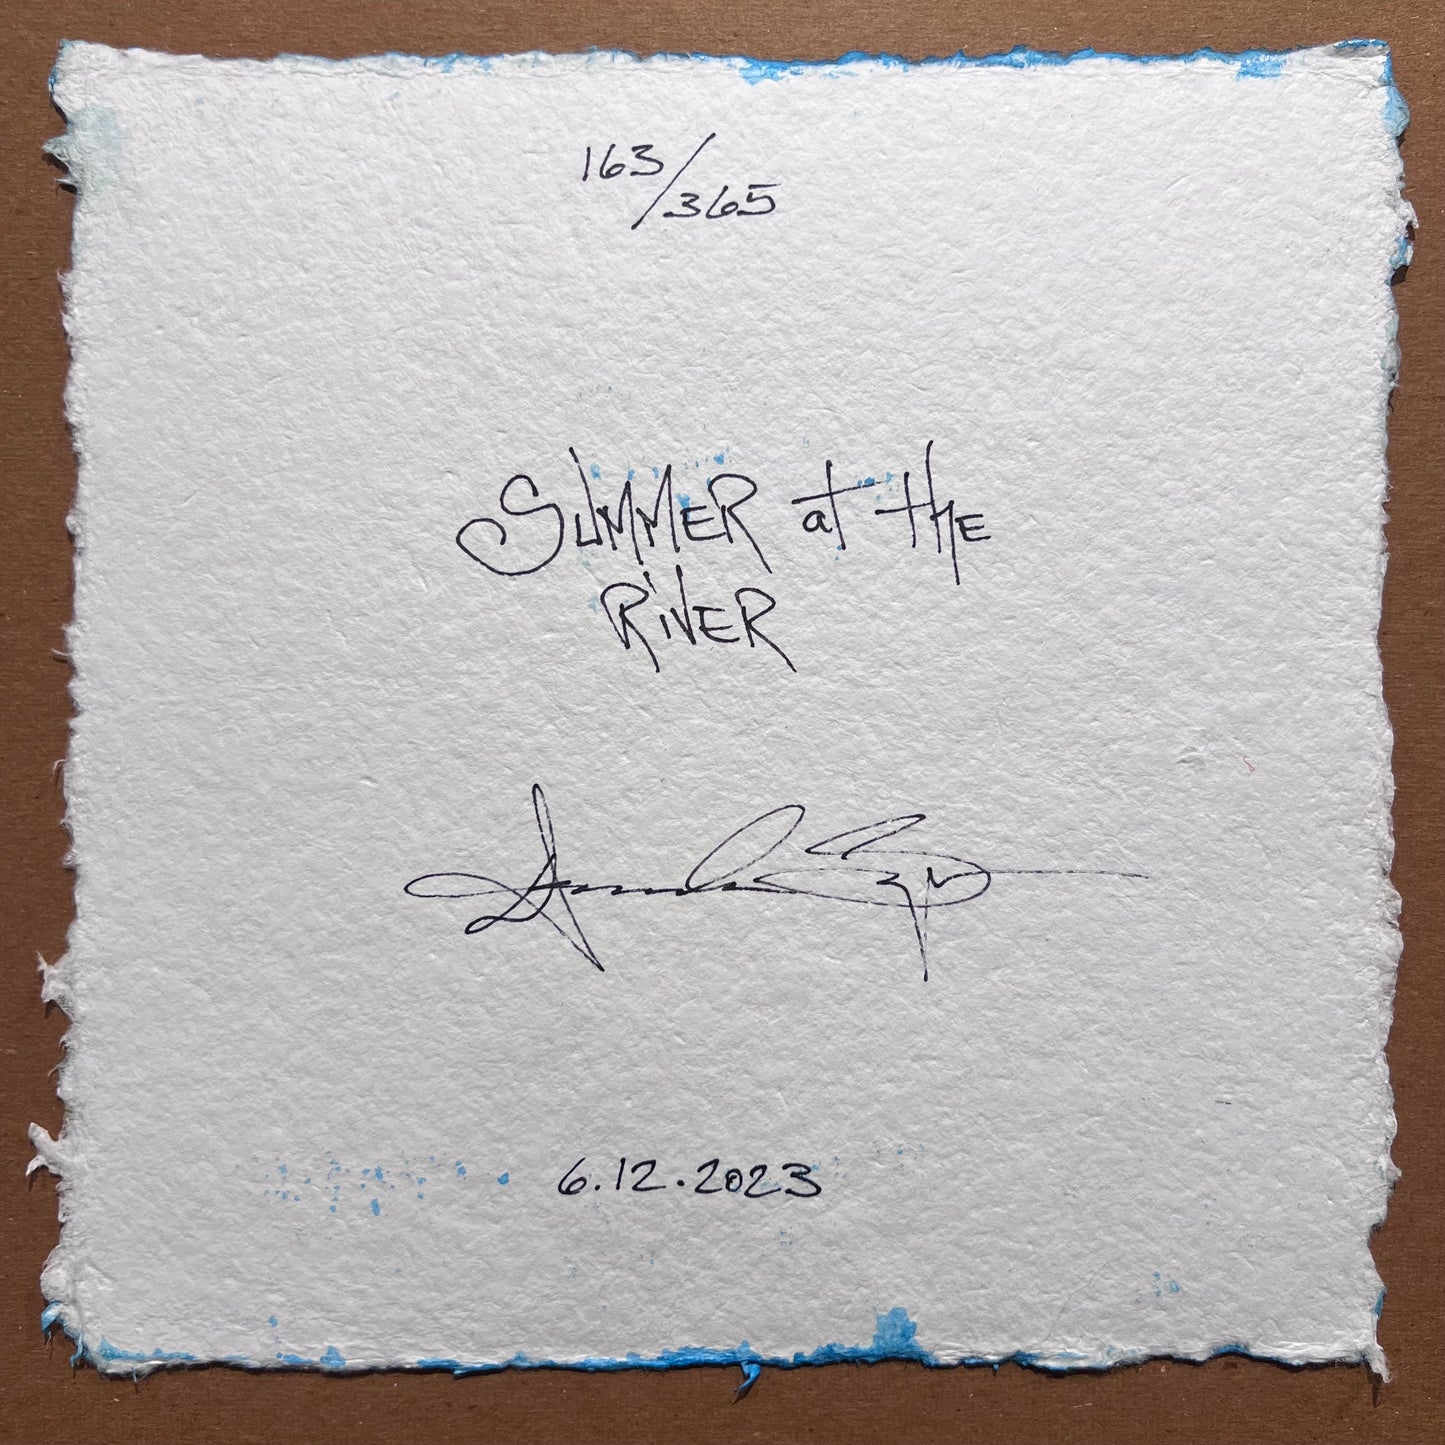 163/365
SUMMER at the
RIVER
6.12.2023